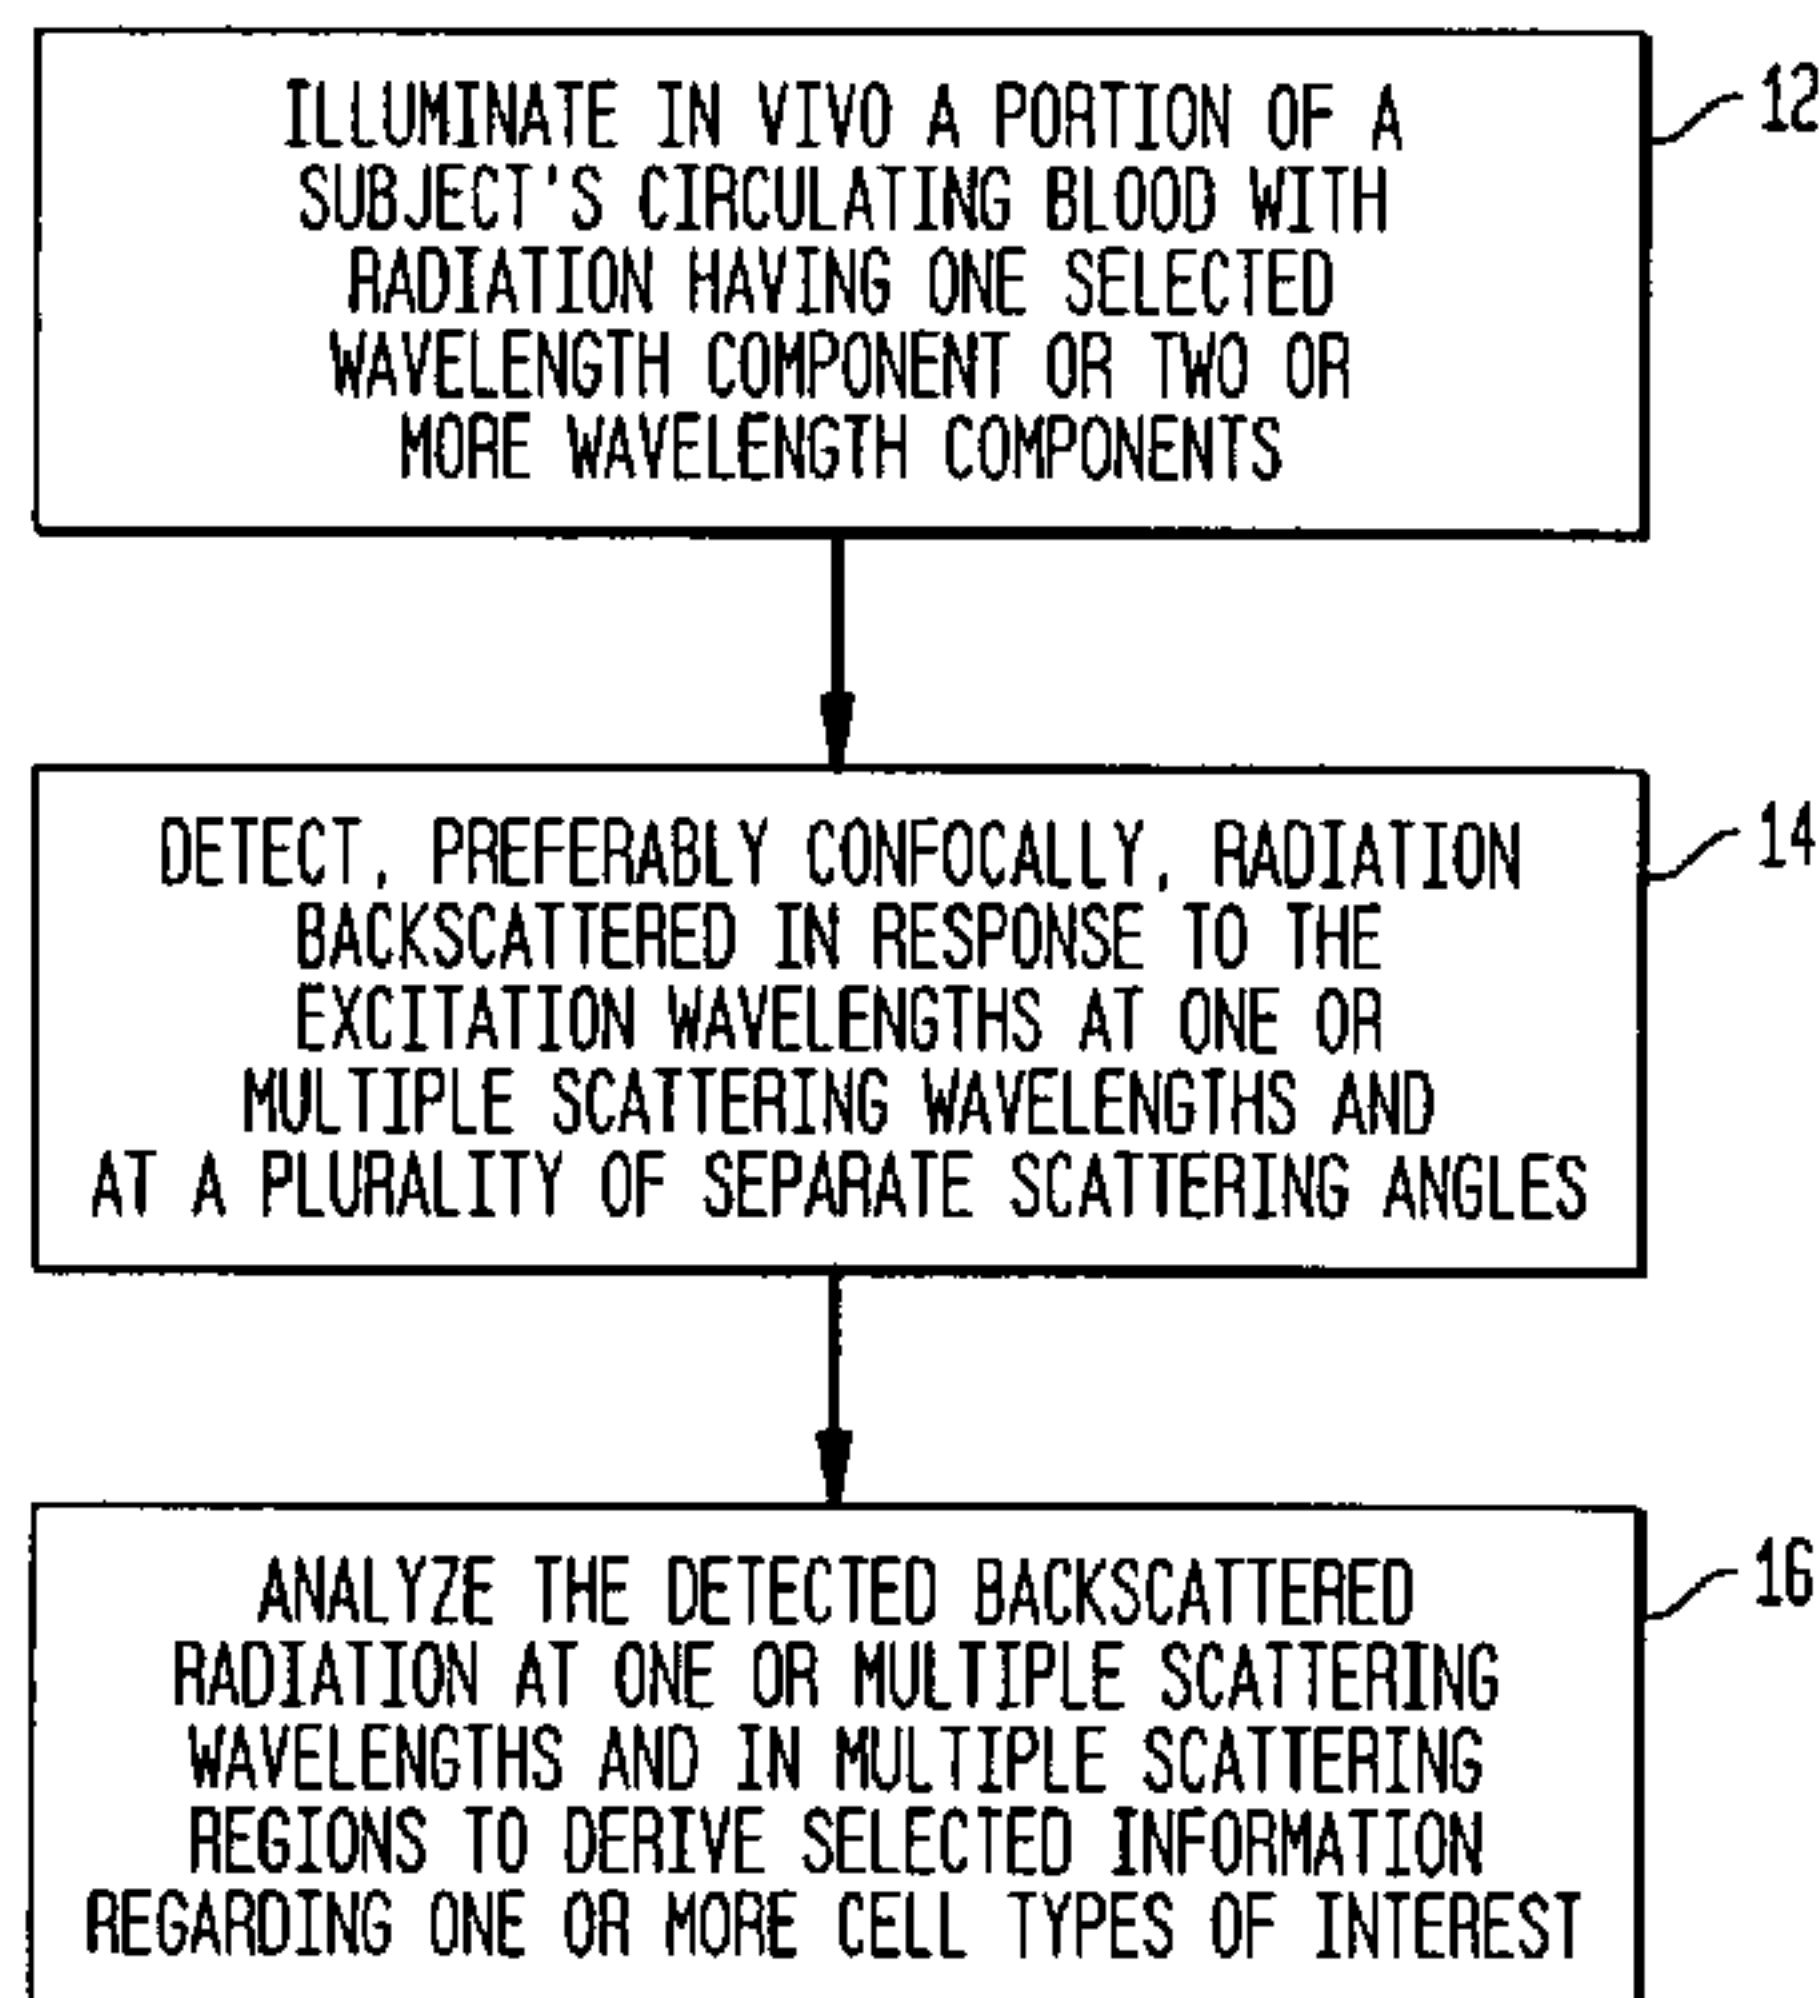 ILLUMINATE IN VIVO A PORTION OF A
SUBJECT'S CIRCULATING BLOOD WITH
RADIATION HAVING ONE SELECTED
WAVELENGTH COMPONENT OR TWO OR
MORE WAVELENGTH COMPONENTS
12
DETECT, PREFERABLY CONFOCALLY, RADIATION
BACKSCATTERED IN RESPONSE TO THE
EXCITATION WAVELENGTHS AT ONE OR
MULTIPLE SCATTERING WAVELENGTHS AND
AT A PLURALITY OF SEPARATE SCATTERING ANGLES
14
ANALYZE THE DETECTED BACKSCATTERED
RADIATION AT ONE OR MULTIPLE SCATTERING
WAVELENGTHS AND IN MULTIPLE SCATTERING
REGIONS TO DERIVE SELECTED INFORMATION
REGARDING ONE OR MORE CELL TYPES OF INTEREST
16